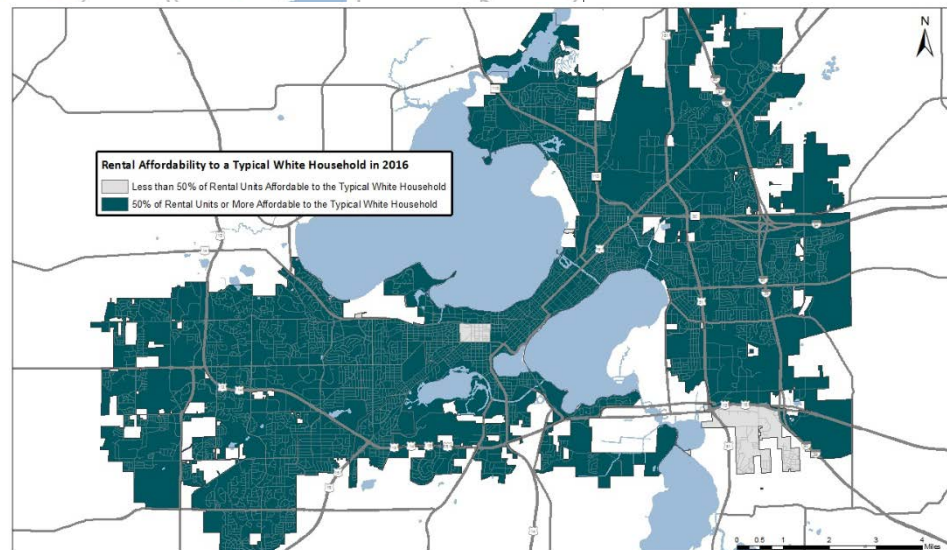 N
Rental Affordability to a Typical White Household in 2016
Less than 50% of Rental Units Affordable to the Typical White Household
50% of Rental Units or More Affordable to the Typical White Household
0 0.5 1 2 3 4
Miles